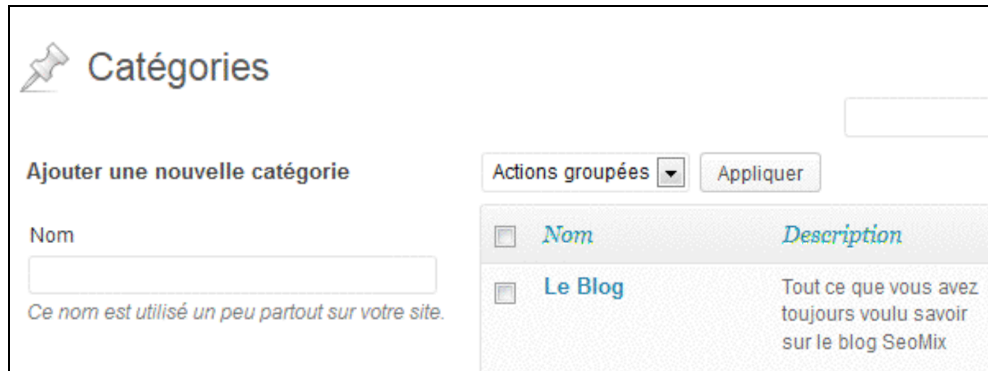 Catégories
Ajouter une nouvelle catégorie
Actions groupées
Appliquer
Nom
Ce nom est utilisé un peu partout sur votre site.
Nom
Description
Le Blog
Tout ce que vous avez
toujours voulu savoir
sur le blog SeoMix